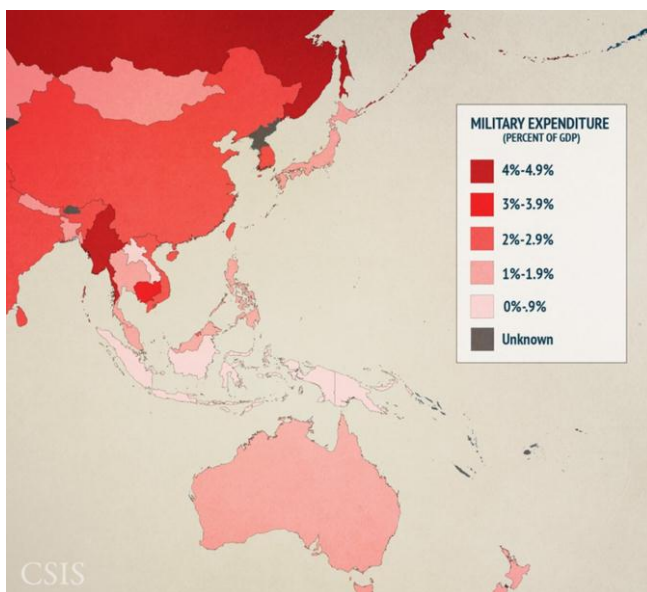 MILITARY EXPENDITURE
(PERCENT OF GDP)
4%-4.9%
3%-3.9%
2%-2.9%
1%-1.9%
0%-.9%
Unknown
CSIS